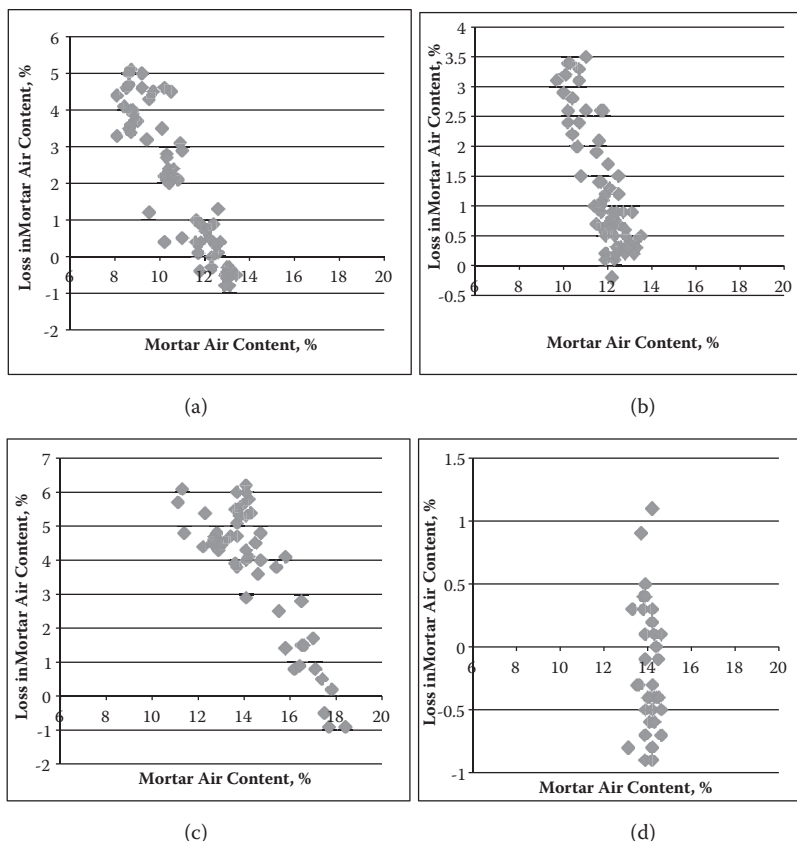 6
5
4
3
2
1
0
-1
-2
6 8 10 12 14 16 18 20
Loss inMortar Air Content, %
Mortar Air Content, %
(a)
4
3.5
3
2.5
2
1.5
1
0.5
0
-0.5
6 8 10 12 14 16 18 20
Loss inMortar Air Content, %
Mortar Air Content, %
(b)
7
6
5
4
3
2
1
0
-1
-2
6 8 10 12 14 16 18 20
Loss inMortar Air Content, %
Mortar Air Content, %
(c)
1.5
1
0.5
0
-0.5
-1
6 8 10 12 14 16 18 20
Loss inMortar Air Content, %
Mortar Air Content, %
(d)